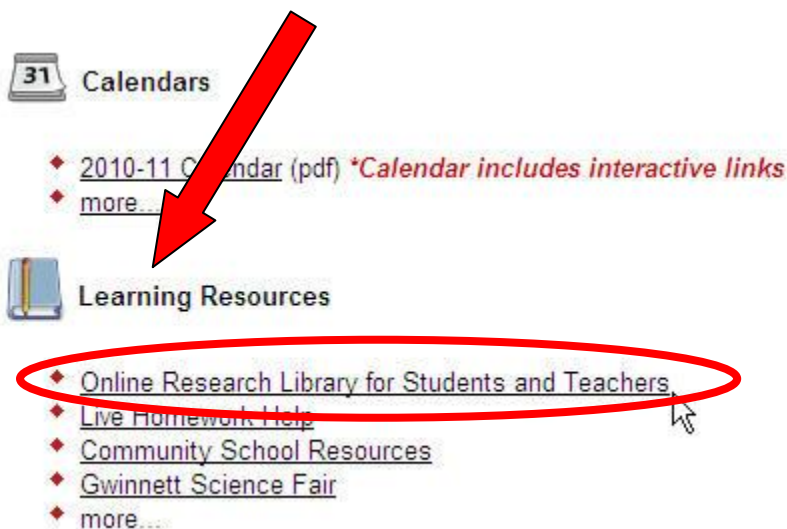 31 Calendars
2010-11 Calendar (pdf) *Calendar includes interactive links
more...
Learning Resources
Online Research Library for Students and Teachers
Live Homework Help
Community School Resources
Gwinnett Science Fair
more...